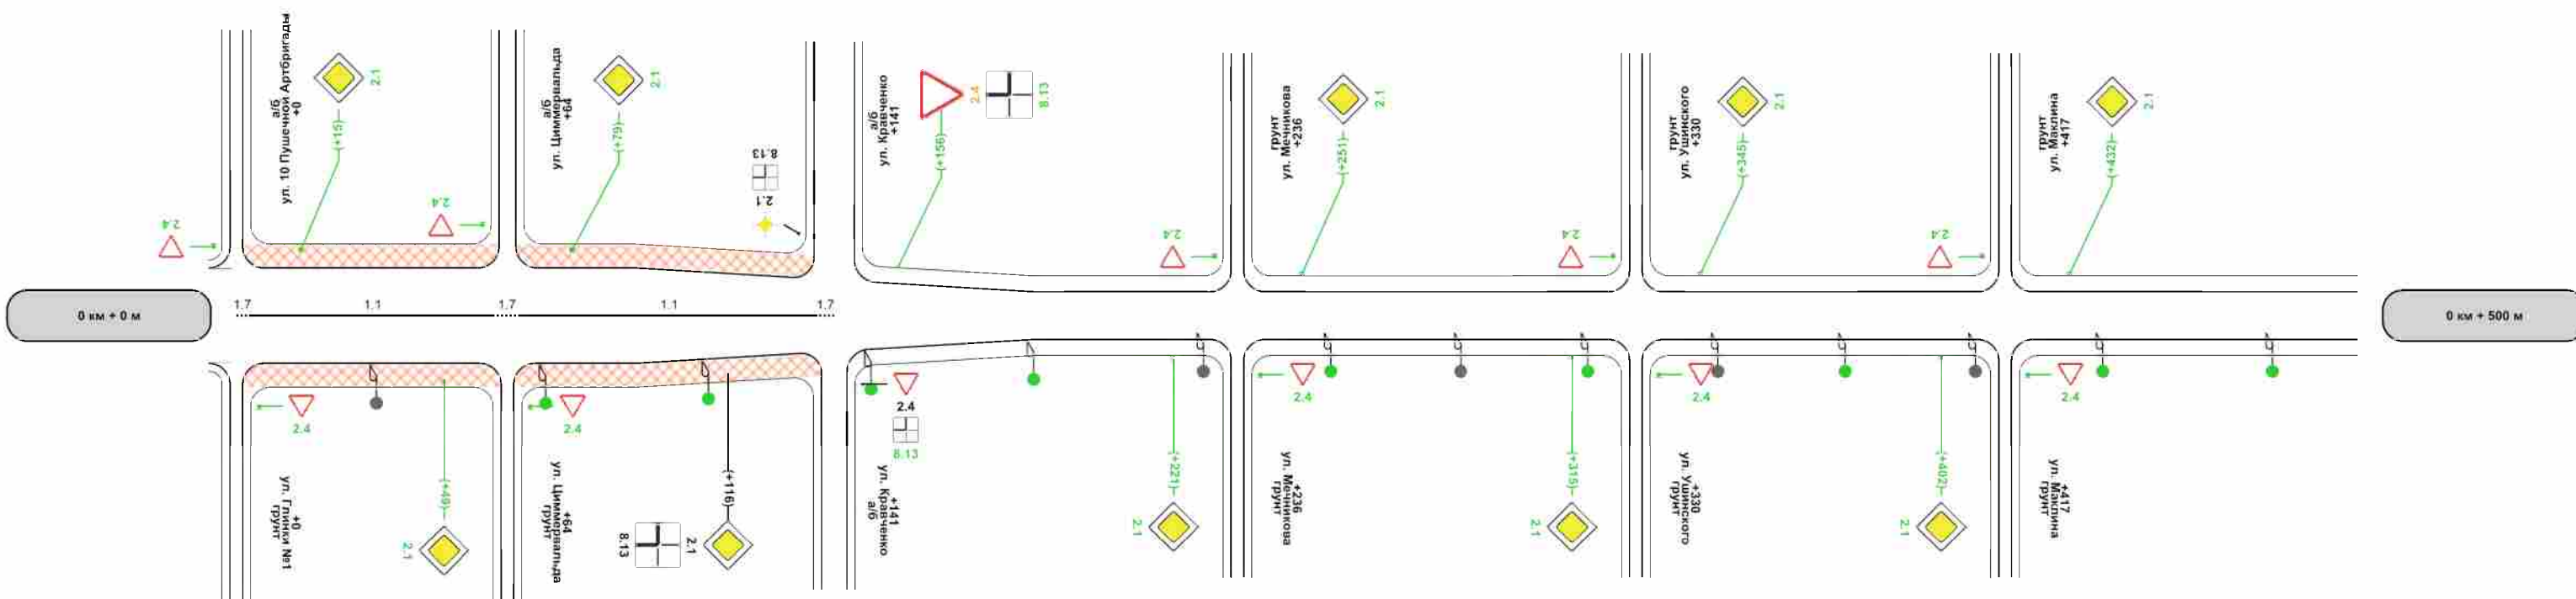 ул. 10 Пушечной Артбригады
а/б
+0
2.1
(+15)
2.4
2.4
ул. Циммервальда
а/б
+64
2.1
(+79)
8.13
2.1
ул. Кравченко
а/б
+141
2.4
8.13
(+156)
2.4
ул. Мечникова
грунт
+236
2.1
(+251)
2.4
ул. Ушинского
грунт
+330
2.1
(+345)
2.4
ул. Маклина
грунт
+417
2.1
(+432)
0 км + 0 м
1.7
1.1
1.7
1.1
1.7
0 км + 500 м
2.4
ул. Глинки №1
+0
грунт
(+49)
2.1
2.4
ул. Циммервальда
+64
грунт
(+116)
8.13
2.1
2.4
8.13
ул. Кравченко
+141
а/б
(+221)
2.1
2.4
ул. Мечникова
+236
грунт
(+315)
2.1
2.4
ул. Ушинского
+330
грунт
(+402)
2.1
2.4
ул. Маклина
+417
грунт